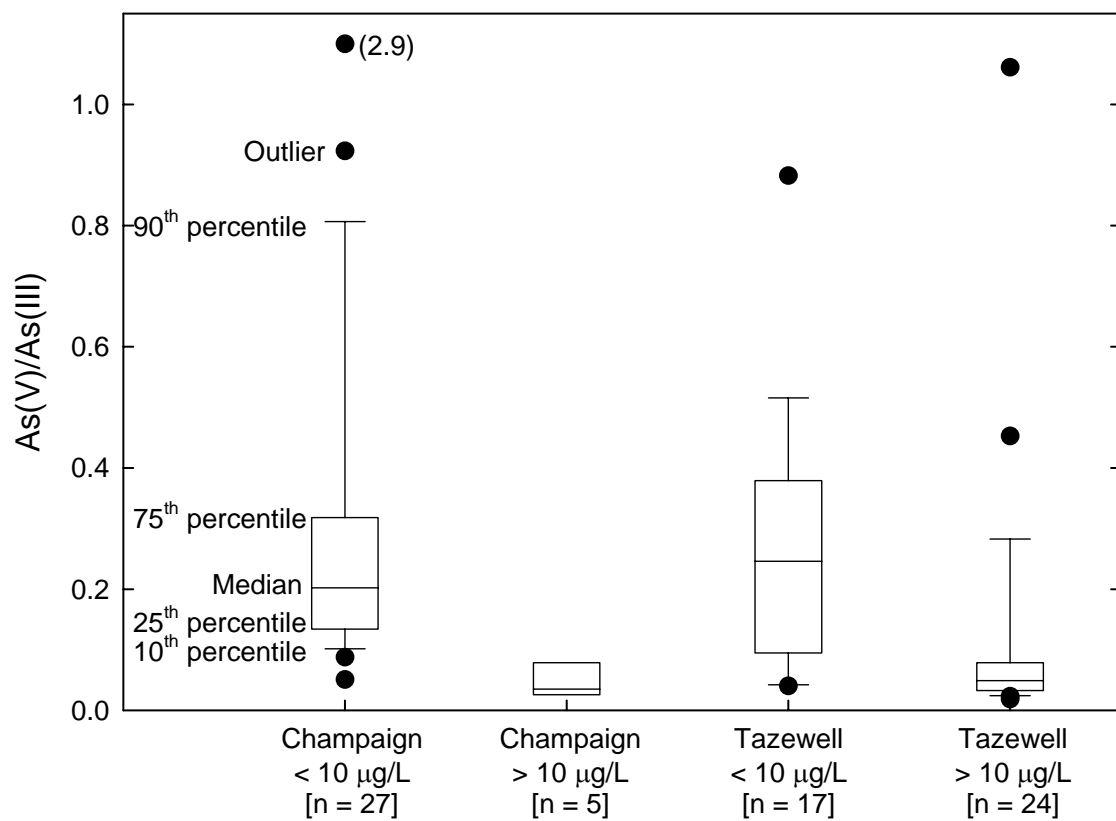 (2.9)
1.0
Outlier
0.8
90th percentile
As(V)/As(III)
0.6
0.4
75th percentile
0.2
Median
25th percentile
10th percentile
0.0
Champaign
< 10 μg/L
[n = 27]
Champaign
> 10 μg/L
[n = 5]
Tazewell
< 10 μg/L
[n = 17]
Tazewell
> 10 μg/L
[n = 24]